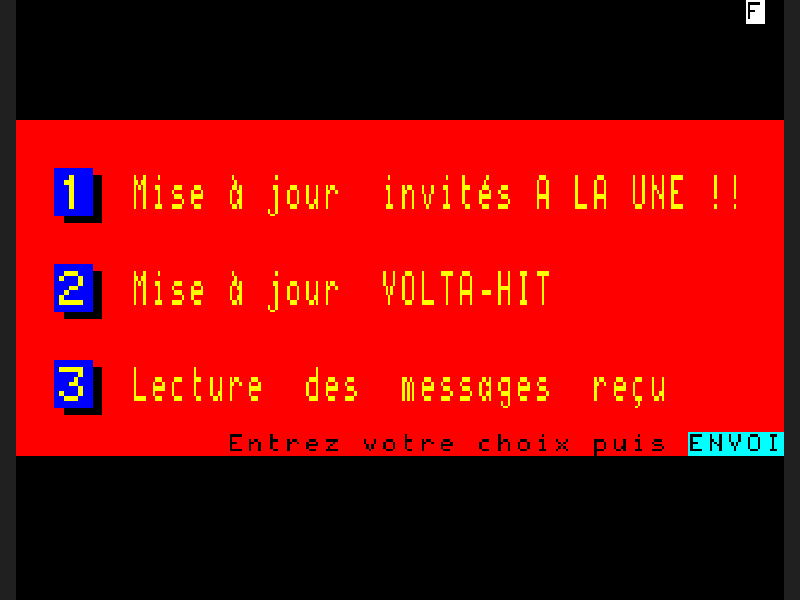 F
1 Mise à jour invités A LA UNE !!
2 Mise à jour VOLTA-HIT
3 Lecture des messages reçu
Entrez votre choix puis ENVOI